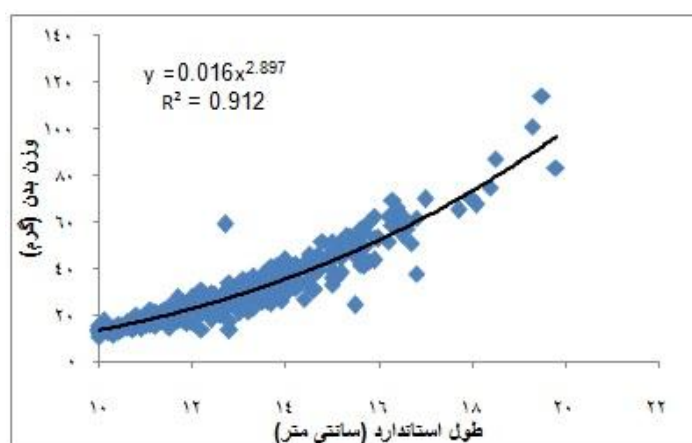 ۱۴۰
۱۲۰
۱۰۰
۸۰
۶۰
۴۰
۲۰
۰
y =0.016x^2.897
R² = 0.912
وزن بدن (گرم)
۱۰ ۱۲ ۱۴ ۱۶ ۱۸ ۲۰ ۲۲
طول استاندارد (سانتی متر)